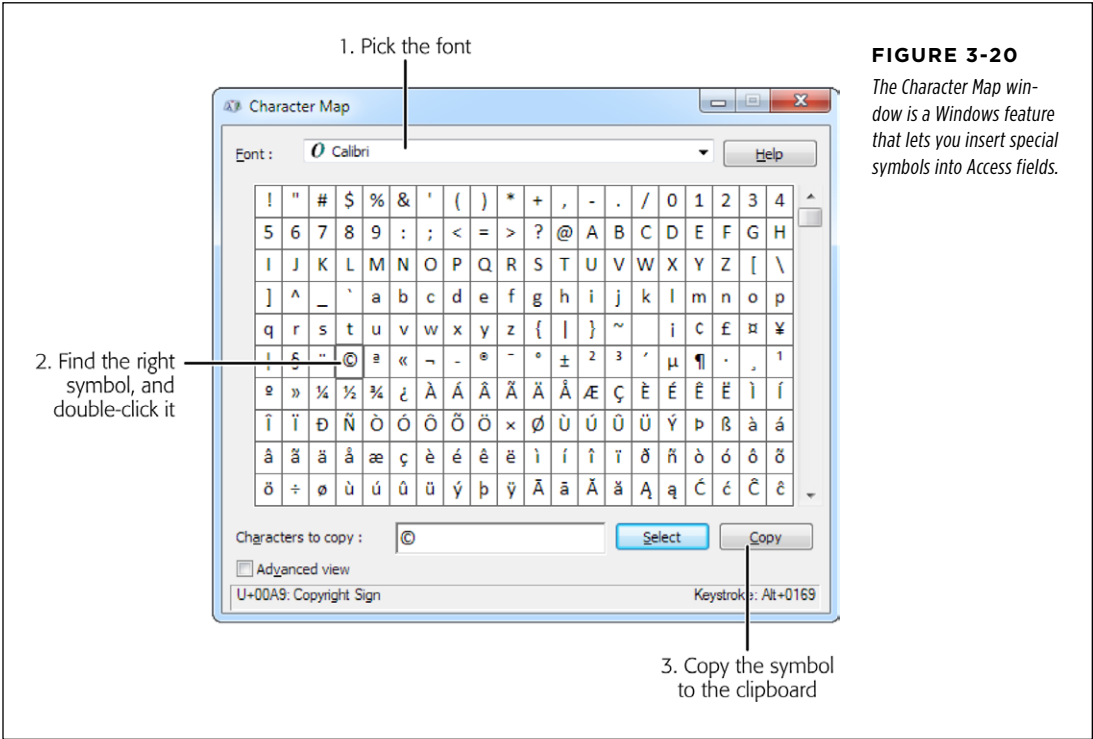 1. Pick the font
FIGURE 3-20
The Character Map win-
dow is a Windows feature
that lets you insert special
symbols into Access fields.
Character Map
Font :
O Calibri
Help
! " # $ % & ' ( ) * + , - . / 0 1 2 3 4
5 6 7 8 9 : ; < = > ? @ A B C D E F G H
I J K L M N O P Q R S T U V W X Y Z [ \
] ^ _ ` a b c d e f g h i j k l m n o p
q r s t u v w x y z { | } ~ ¡ ¢ £ ¤ ¥
¦ § ¨ © ª « ¬ - ® ¯ ° ± ² ³ ´ µ ¶ · ¸ ¹
º » ¼ ½ ¾ ¿ À Á Â Ã Ä Å Æ Ç È É Ê Ë Ì Í
Î Ï Ð Ñ Ò Ó Ô Õ Ö × Ø Ù Ú Û Ü Ý Þ ß à á
â ã ä å æ ç è é ê ë ì í î ï ð ñ ò ó ô õ
ö ÷ ø ù ú û ü ý þ ÿ Ā ā Ă ă Ą ą Ć ć Ĉ ĉ
2. Find the right
symbol, and
double-click it
Characters to copy :
©
Select
Copy
Advanced view
U+00A9: Copyright Sign
Keystroke: Alt+0169
3. Copy the symbol
to the clipboard